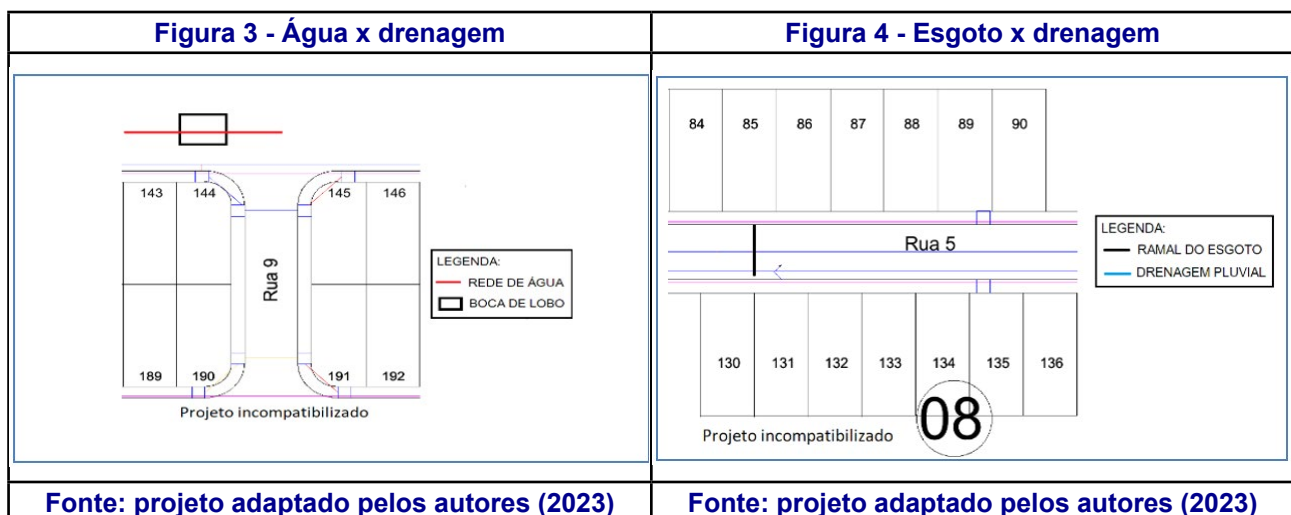 Figura 3 - Água x drenagem
143 144 145 146
Rua 9
189 190 191 192
Projeto incompatibilizado
LEGENDA:
REDE DE ÁGUA
BOCA DE LOBO
Fonte: projeto adaptado pelos autores (2023)
Figura 4 - Esgoto x drenagem
84 85 86 87 88 89 90
Rua 5
130 131 132 133 134 135 136
08
Projeto incompatibilizado
LEGENDA:
RAMAL DO ESGOTO
DRENAGEM PLUVIAL
Fonte: projeto adaptado pelos autores (2023)